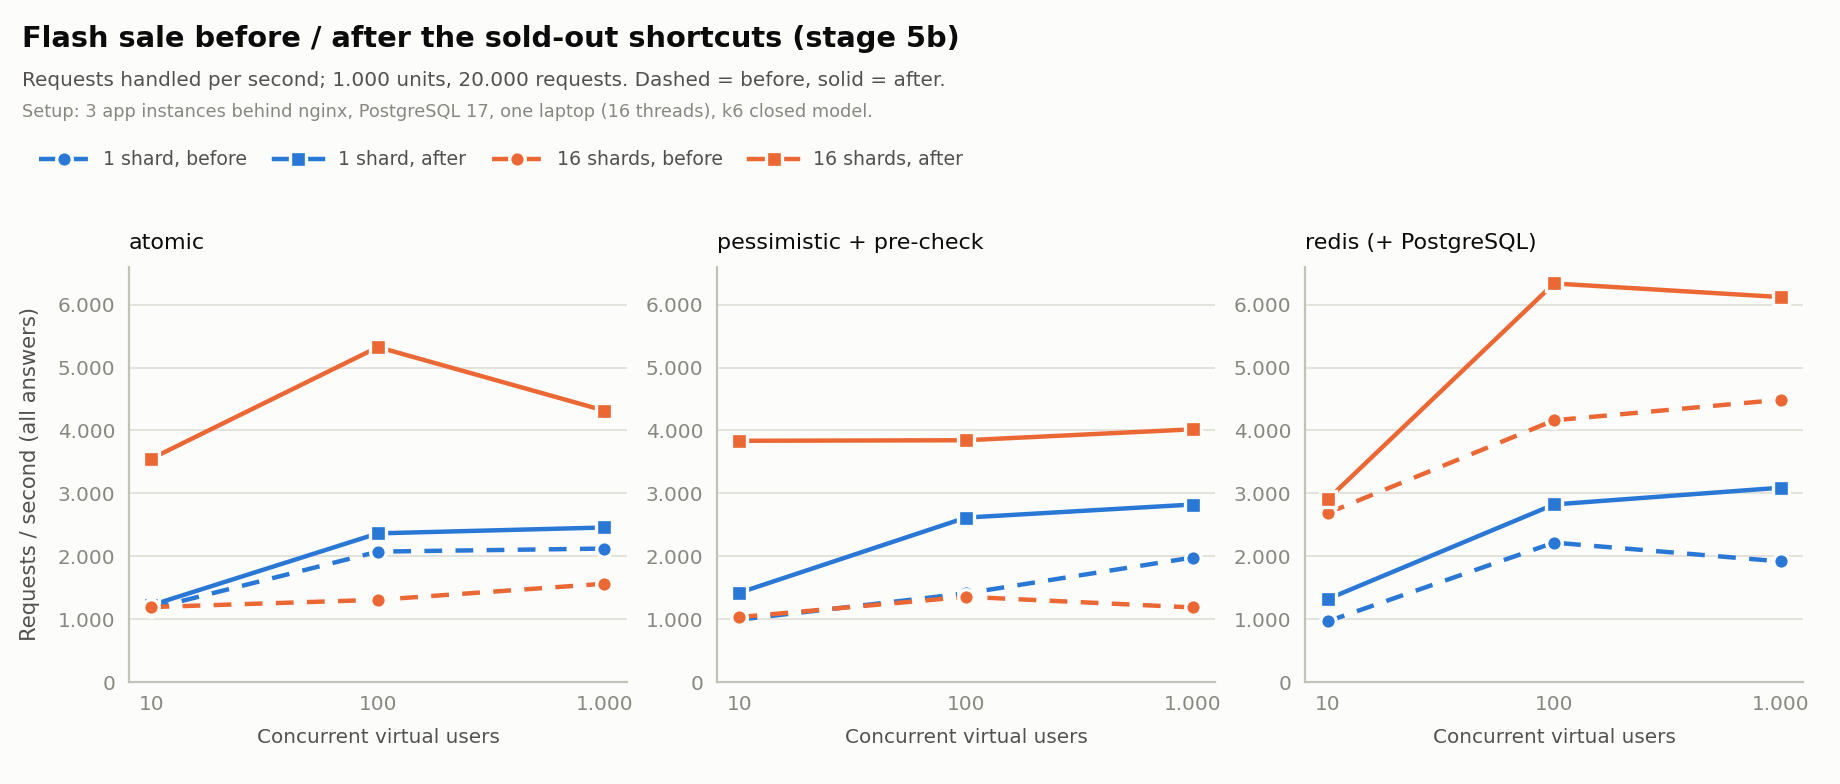 Flash sale before / after the sold-out shortcuts (stage 5b)
Requests handled per second; 1.000 units, 20.000 requests. Dashed = before, solid = after.
Setup: 3 app instances behind nginx, PostgreSQL 17, one laptop (16 threads), k6 closed model.
1 shard, before 1 shard, after 16 shards, before 16 shards, after
atomic pessimistic + pre-check redis (+ PostgreSQL)
Requests / second (all answers)
6.000 6.000 6.000
5.000 5.000 5.000
4.000 4.000 4.000
3.000 3.000 3.000
2.000 2.000 2.000
1.000 1.000 1.000
0 0 0
10 100 1.000 10 100 1.000 10 100 1.000
Concurrent virtual users Concurrent virtual users Concurrent virtual users